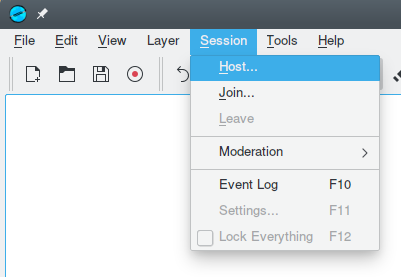 File Edit View Layer Session Tools Help
Host...
Join...
Leave
Moderation
Event Log F10
Settings... F11
Lock Everything F12